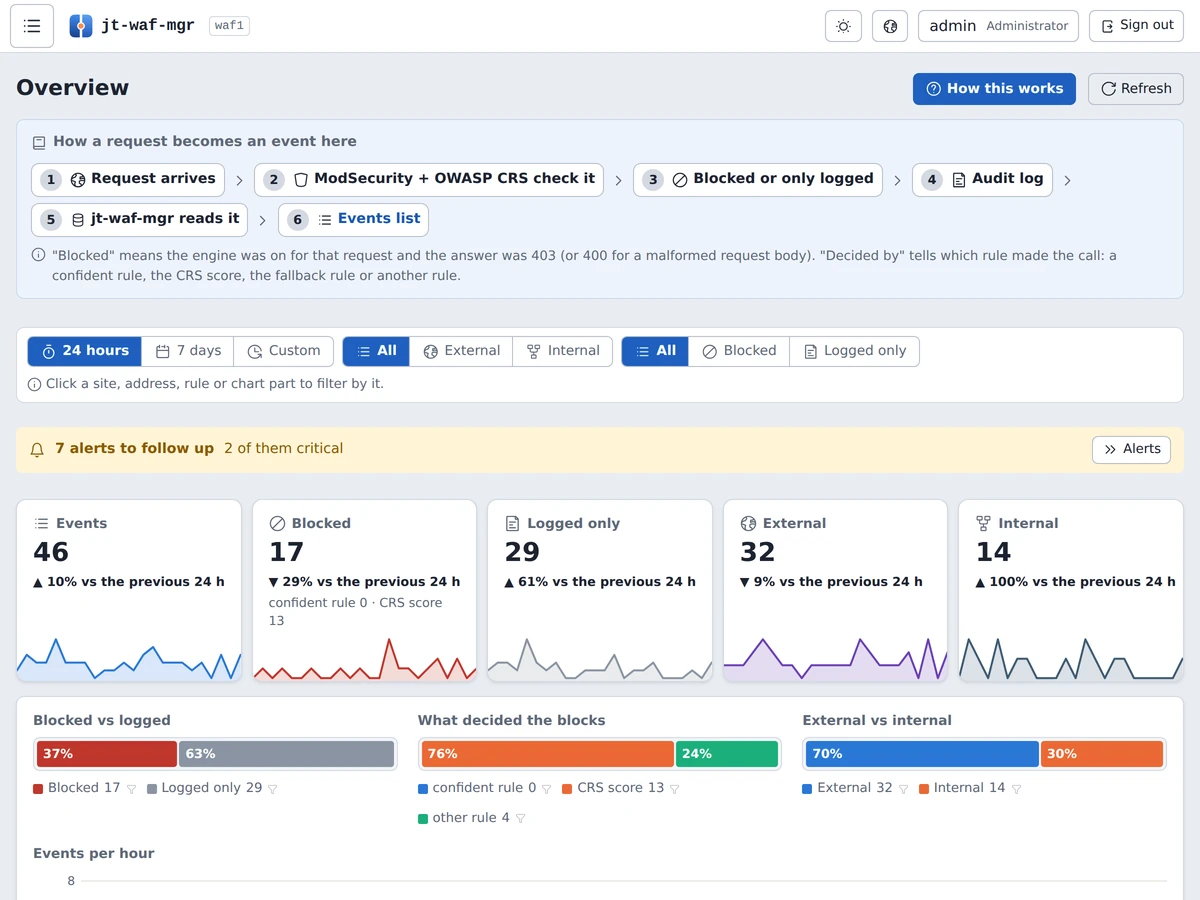 jt-waf-mgr waf1 admin Administrator Sign out
Overview How this works Refresh
How a request becomes an event here
1 Request arrives 2 ModSecurity + OWASP CRS check it 3 Blocked or only logged 4 Audit log
5 jt-waf-mgr reads it 6 Events list
"Blocked" means the engine was on for that request and the answer was 403 (or 400 for a malformed request body). "Decided by" tells which rule made the call: a
confident rule, the CRS score, the fallback rule or another rule.
24 hours 7 days Custom All External Internal All Blocked Logged only
Click a site, address, rule or chart part to filter by it.
7 alerts to follow up 2 of them critical Alerts
Events
46
▲ 10% vs the previous 24 h
Blocked
17
▼ 29% vs the previous 24 h
confident rule 0 · CRS score
13
Logged only
29
▲ 61% vs the previous 24 h
External
32
▼ 9% vs the previous 24 h
Internal
14
▲ 100% vs the previous 24 h
Blocked vs logged
37% 63%
Blocked 17 Logged only 29
What decided the blocks
76% 24%
confident rule 0 CRS score 13
other rule 4
External vs internal
70% 30%
External 32 Internal 14
Events per hour
8